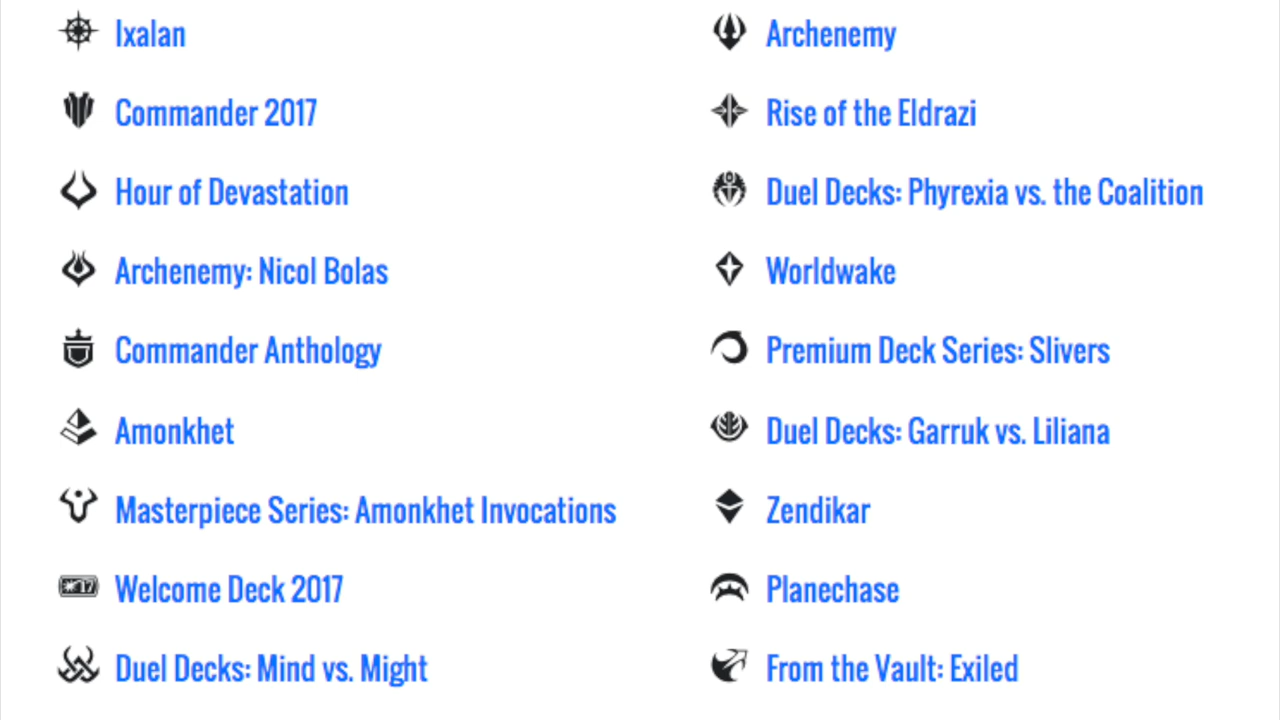 Ixalan
Commander 2017
Hour of Devastation
Archenemy: Nicol Bolas
Commander Anthology
Amonkhet
Masterpiece Series: Amonkhet Invocations
17
Welcome Deck 2017
Duel Decks: Mind vs. Might
Archenemy
Rise of the Eldrazi
Duel Decks: Phyrexia vs. the Coalition
Worldwake
Premium Deck Series: Slivers
Duel Decks: Garruk vs. Liliana
Zendikar
Planechase
From the Vault: Exiled